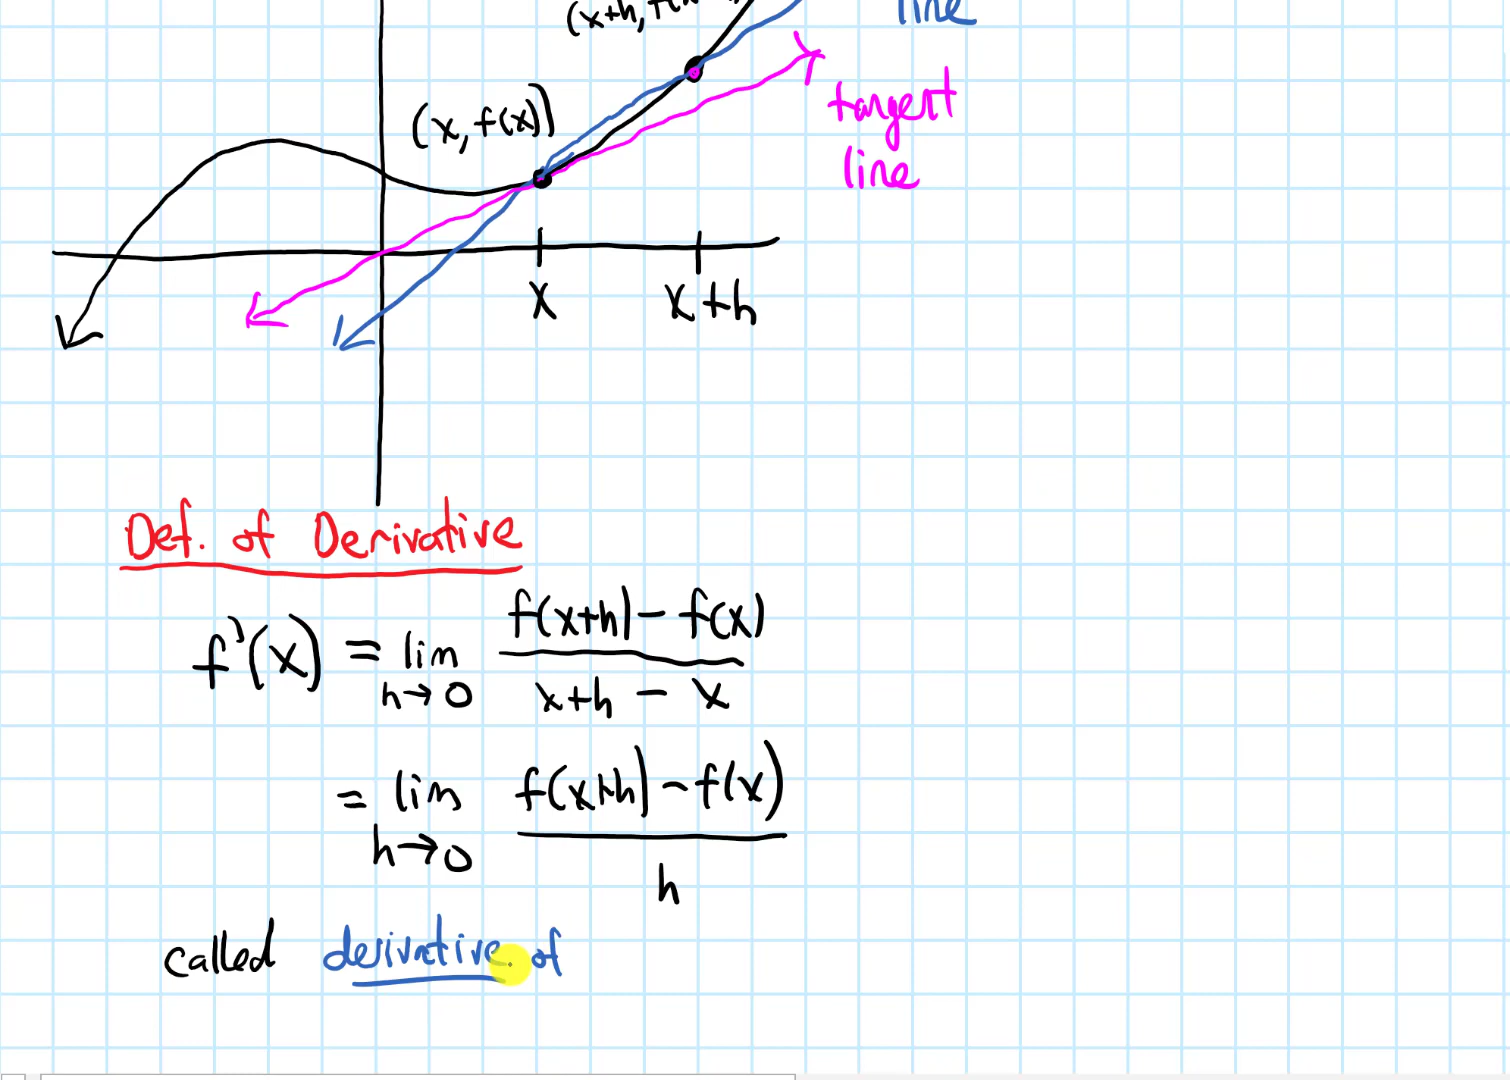 line
(x, f(x))
tangent
line
x x+h
Def. of Derivative
f'(x) = lim h→0 f(x+h) - f(x) / x+h - x
= lim h→0 f(x+h) - f(x) / h
called derivative of